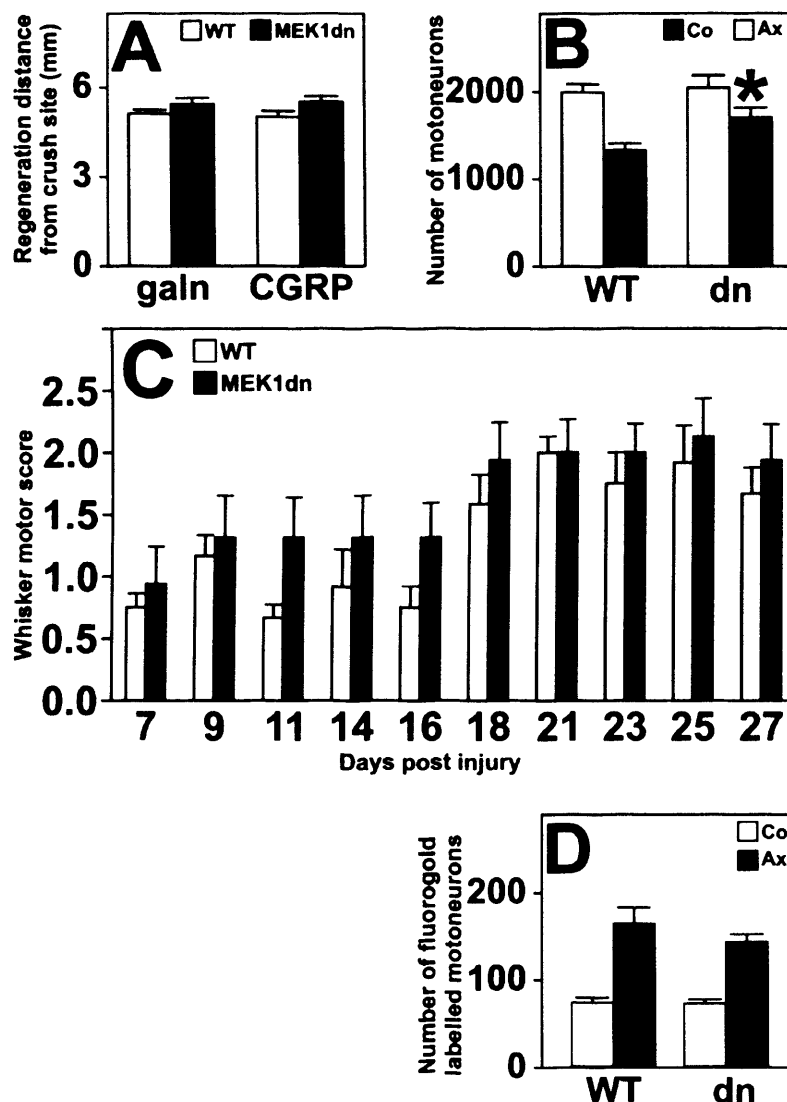 A
WT MEK1dn
Regeneration distance
from crush site (mm)
6
3
0
galn CGRP
B
Co Ax
Number of motoneurons
2000
1000
0
*
WT dn
C
WT
MEK1dn
Whisker motor score
2.5
2.0
1.5
1.0
0.5
0.0
7 9 11 14 16 18 21 23 25 27
Days post injury
D
Co
Ax
Number of fluorogold
labelled motoneurons
200
100
0
WT dn